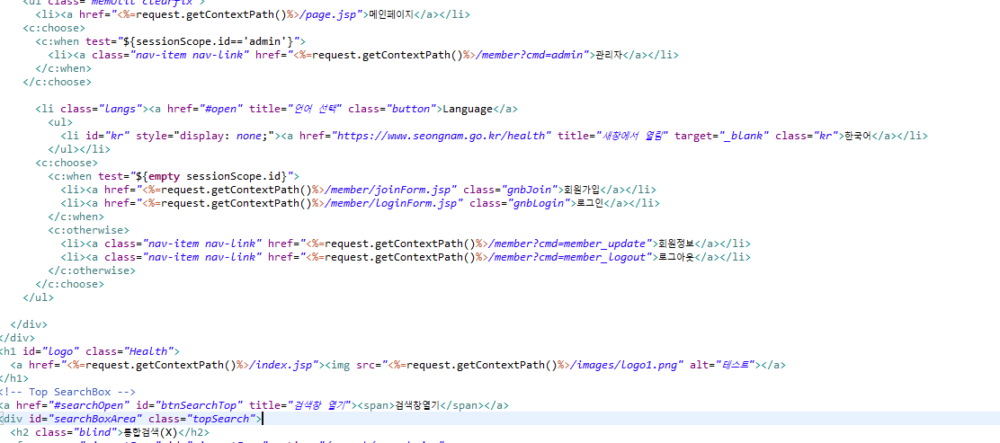 <ul class="memUtil clearfix">
<li><a href="<%=request.getContextPath()%>/page.jsp">메인페이지</a></li>
<c:choose>
<c:when test="${sessionScope.id=='admin'}">
<li><a class="nav-item nav-link" href="<%=request.getContextPath()%>/member?cmd=admin">관리자</a></li>
</c:when>
</c:choose>
<li class="langs"><a href="#open" title="언어 선택" class="button">Language</a>
<ul>
<li id="kr" style="display: none;"><a href="https://www.seongnam.go.kr/health" title="새창에서 열림" target="_blank" class="kr">한국어</a></li>
</ul></li>
<c:choose>
<c:when test="${empty sessionScope.id}">
<li><a href="<%=request.getContextPath()%>/member/joinForm.jsp" class="gnbJoin">회원가입</a></li>
<li><a href="<%=request.getContextPath()%>/member/loginForm.jsp" class="gnbLogin">로그인</a></li>
</c:when>
<c:otherwise>
<li><a class="nav-item nav-link" href="<%=request.getContextPath()%>/member?cmd=member_update">회원정보</a></li>
<li><a class="nav-item nav-link" href="<%=request.getContextPath()%>/member?cmd=member_logout">로그아웃</a></li>
</c:otherwise>
</c:choose>
</ul>
</div>
</div>
<h1 id="logo" class="Health">
<a href="<%=request.getContextPath()%>/index.jsp"><img src="<%=request.getContextPath()%>/images/logo1.png" alt="테스트"></a>
</h1>
<!-- Top SearchBox -->
<a href="#searchOpen" id="btnSearchTop" title="검색창 열기"><span>검색창열기</span></a>
<div id="searchBoxArea" class="topSearch">
<h2 class="blind">통합검색(X)</h2>